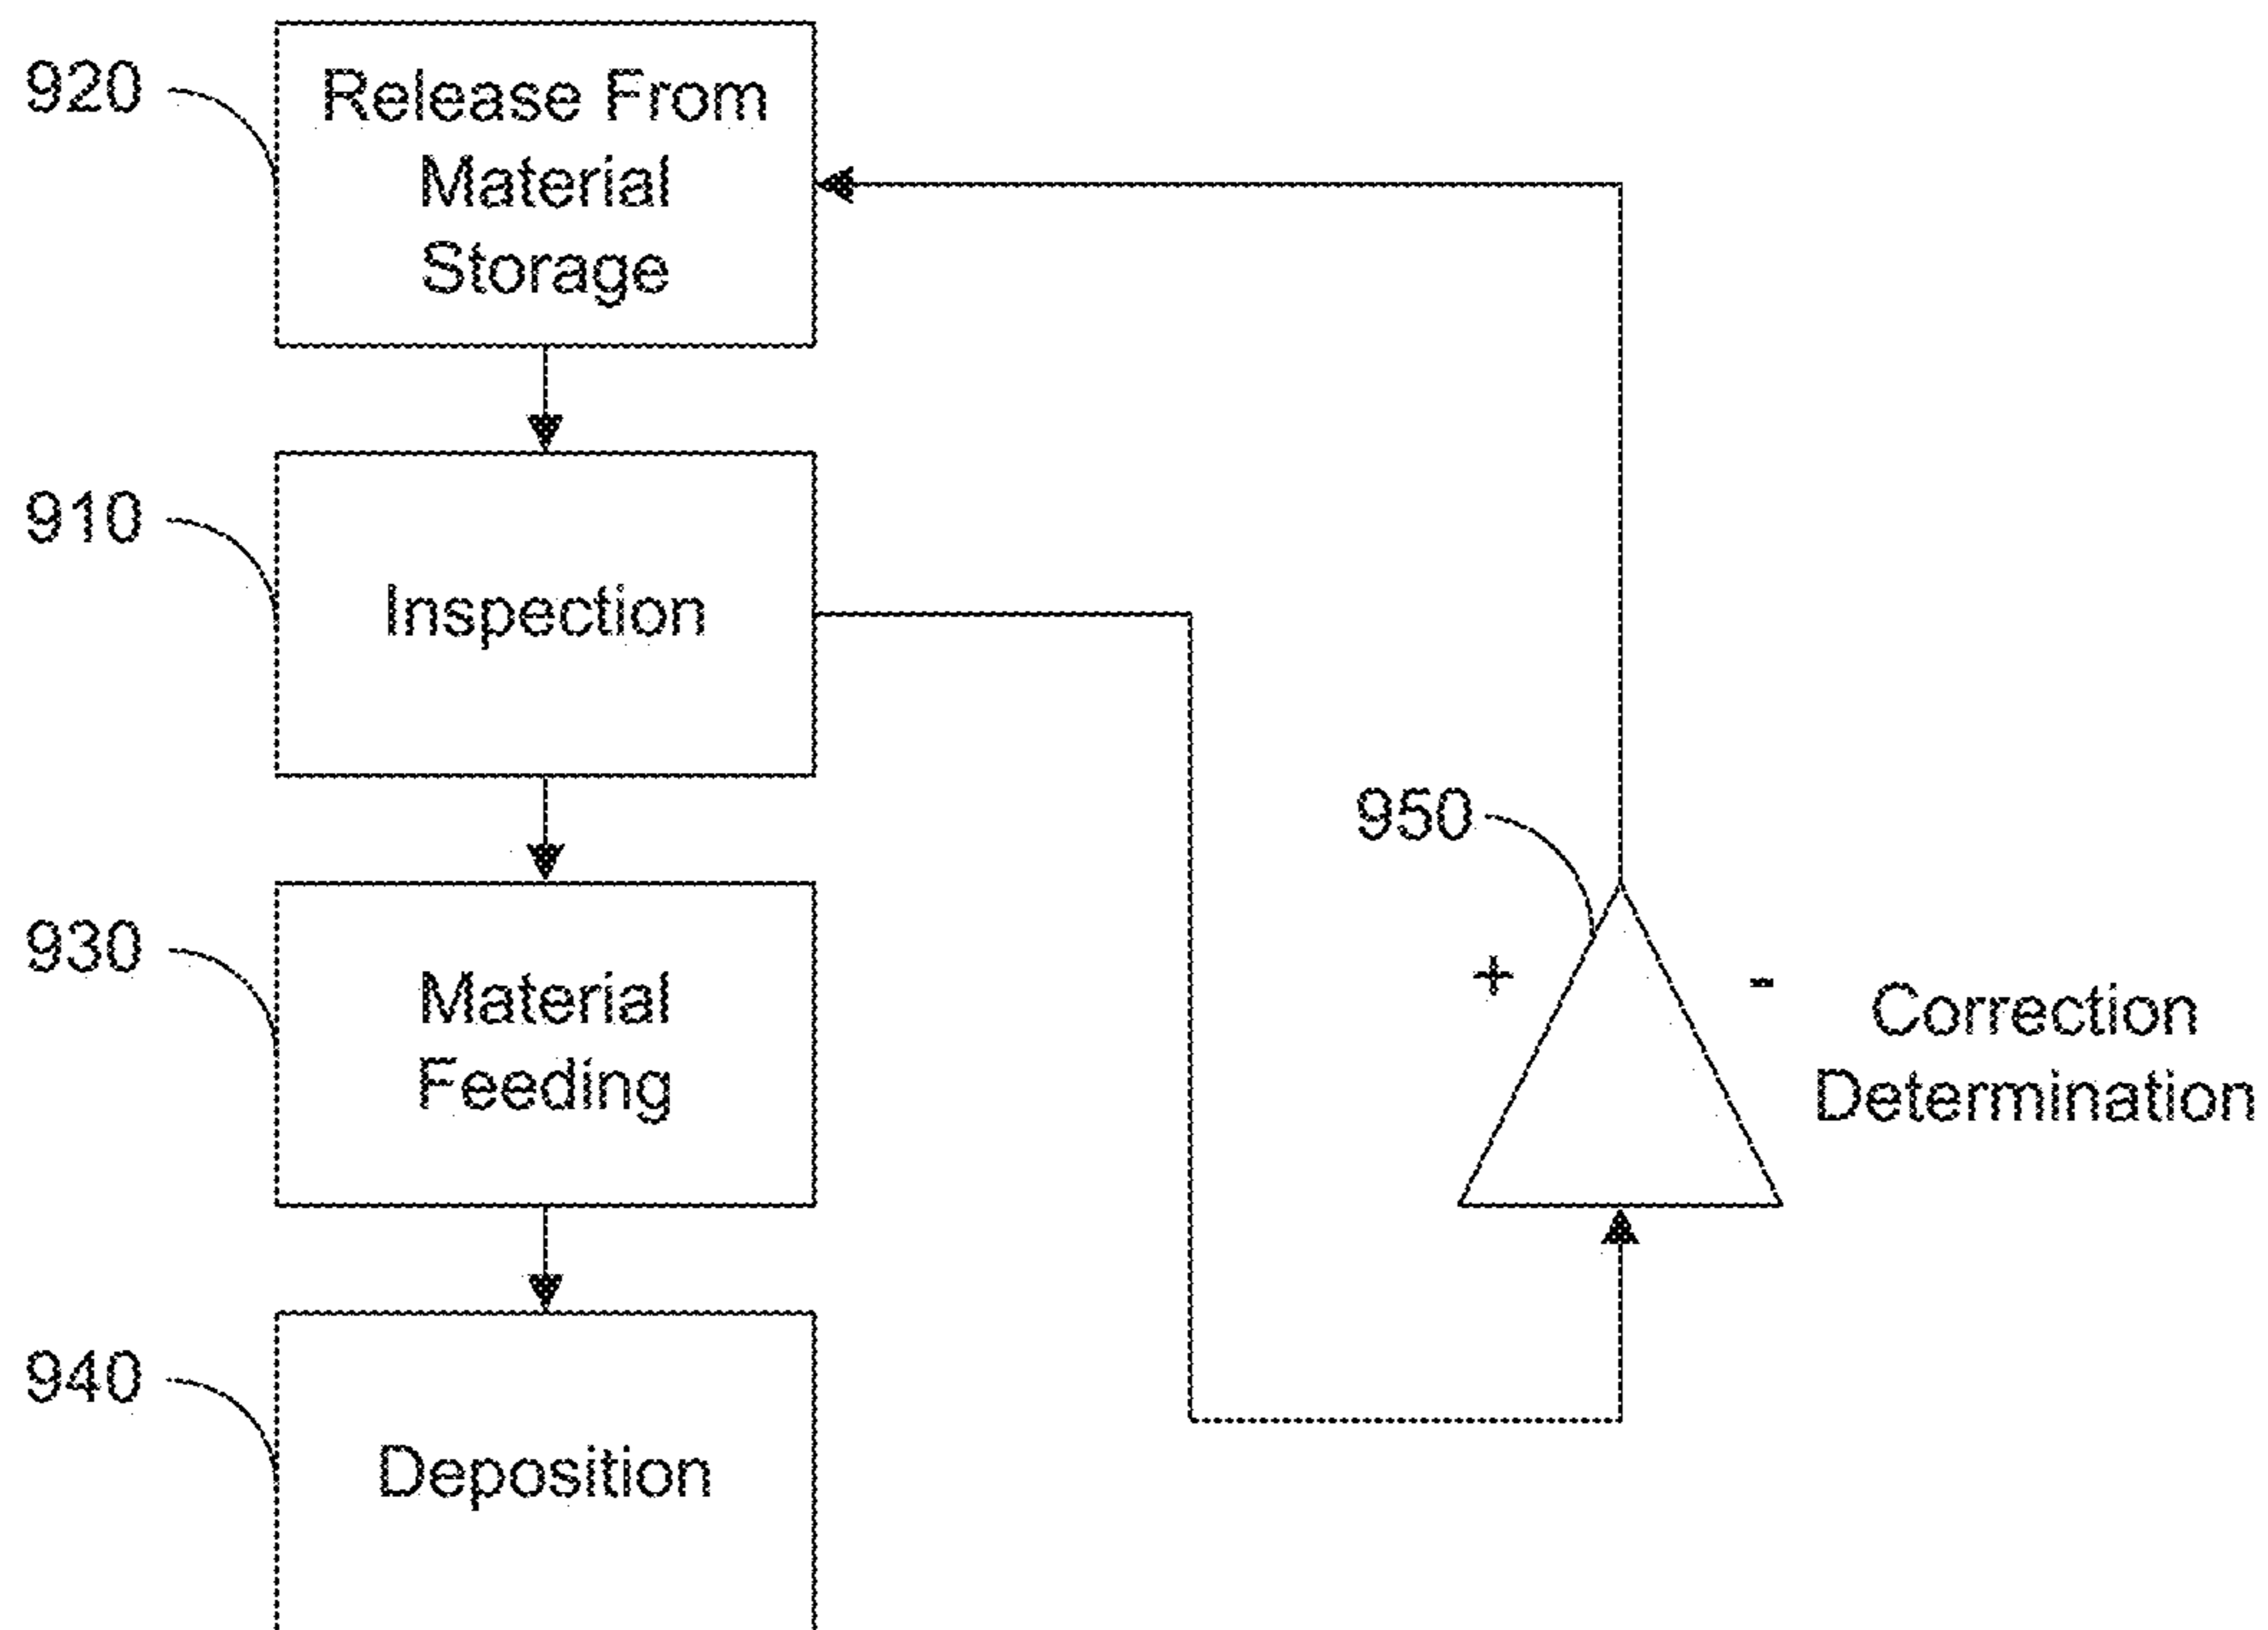 920
Release From
Material
Storage
910
Inspection
950
930
Material
Feeding
+
-
Correction
Determination
940
Deposition